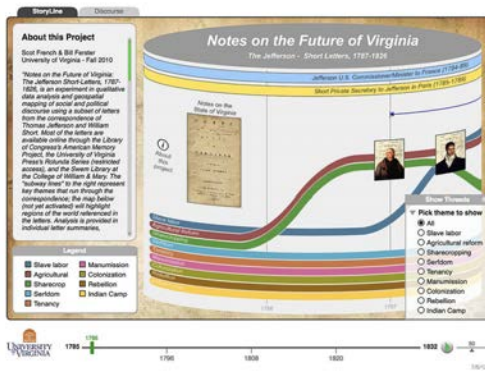 StoryLine
Discourse
About this Project
Scot French & Bill Ferster
University of Virginia - Fall 2010
"Notes on the Future of Virginia:
The Jefferson Short-Letters, 1787-
1826, is an experiment in qualitative
data analysis and geospatial
mapping of social and political
discourse using a subset of letters
from the correspondence of
Thomas Jefferson and William
Short. Most of the letters are
available online through the Library
of Congress's American Memory
Project, the University of Virginia
Press's Rotunda Series (restricted
access), and the Swem Library at
the College of William & Mary. The
"subway lines" to the right represent
key themes that run through the
correspondence; the map below
(not yet activated) will highlight
regions of the world referenced in
the letters. Analysis is provided in
individual letter summaries,
Legend
Slave labor
Manumission
Agricultural
Colonization
Sharecrop
Rebellion
Serfdom
Indian Camp
Tenancy
Notes on the Future of Virginia
The Jefferson - Short Letters, 1787-1826
Jefferson U.S. Commissioner/Minister to France (1784-89)
Short Private Secretary to Jefferson in Paris (1785-1789)
Notes on the
State of Virginia
i
About
this
project
Slave labor
Show Threads
Pick theme to show
All
Slave labor
Agricultural reform
Sharecropping
Serfdom
Tenancy
Manumission
Colonization
Rebellion
Indian Camp
UNIVERSITY
of VIRGINIA
1785
1786
1795
1808
1820
1832
50